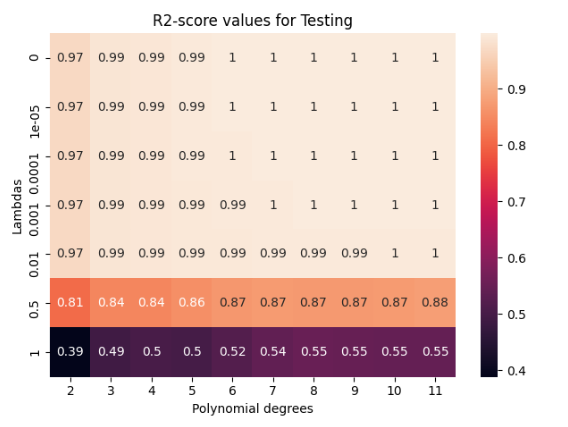 R2-score values for Testing
0 0.97 0.99 0.99 0.99 1 1 1 1 1 1
1e-05 0.97 0.99 0.99 0.99 1 1 1 1 1 1
0.0001 0.97 0.99 0.99 0.99 1 1 1 1 1 1
0.001 0.97 0.99 0.99 0.99 0.99 1 1 1 1 1
0.01 0.97 0.99 0.99 0.99 0.99 0.99 0.99 0.99 1 1
0.5 0.81 0.84 0.84 0.86 0.87 0.87 0.87 0.87 0.87 0.88
1 0.39 0.49 0.5 0.5 0.52 0.54 0.55 0.55 0.55 0.55
2 3 4 5 6 7 8 9 10 11
Polynomial degrees
Lambdas
0.9
0.8
0.7
0.6
0.5
0.4